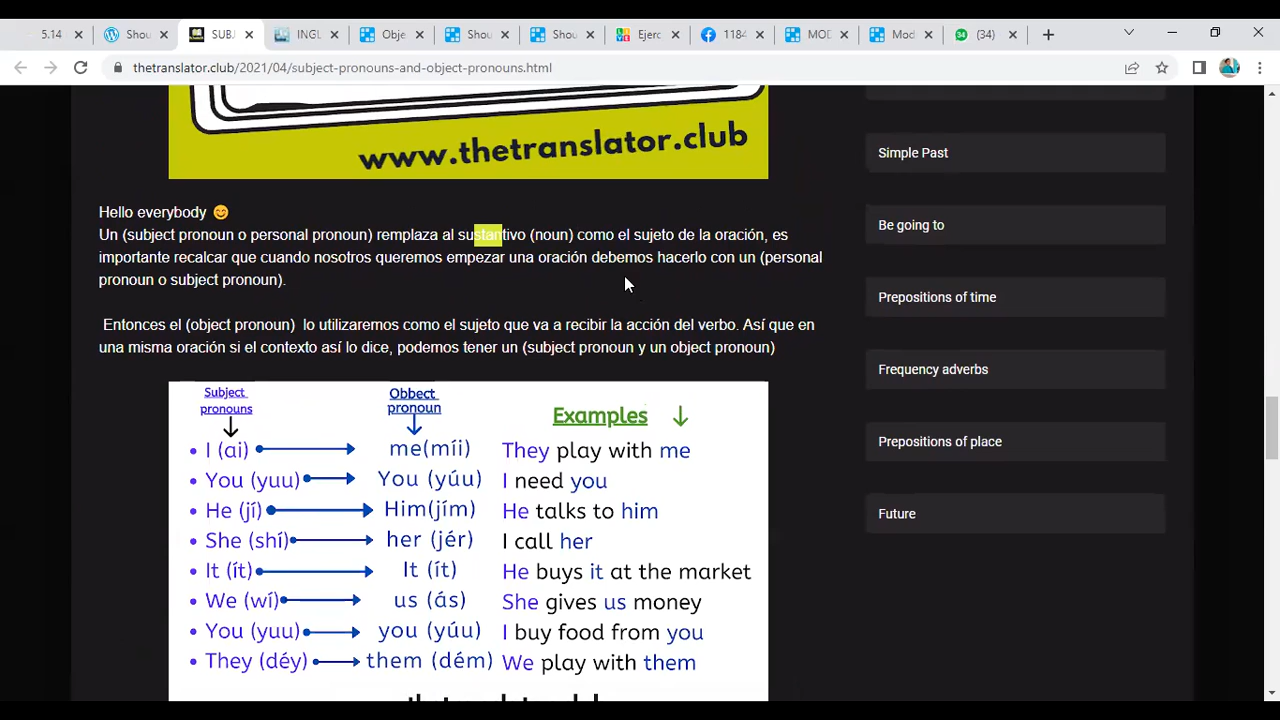 5.14
Shou
SUBJ
INGL
Obje
Shou
Shou
Ejerc
1184
MOD
Mod
(34)
thetranslator.club/2021/04/subject-pronouns-and-object-pronouns.html
www.thetranslator.club
Hello everybody 😊
Un (subject pronoun o personal pronoun) remplaza al sustantivo (noun) como el sujeto de la oración, es
importante recalcar que cuando nosotros queremos empezar una oración debemos hacerlo con un (personal
pronoun o subject pronoun).
Entonces el (object pronoun) lo utilizaremos como el sujeto que va a recibir la acción del verbo. Así que en
una misma oración si el contexto así lo dice, podemos tener un (subject pronoun y un object pronoun)
Subject
pronouns
Obbect
pronoun
Examples
• I (ai) me(míi) They play with me
• You (yuu) You (yúu) I need you
• He (jí) Him(jím) He talks to him
• She (shí) her (jér) I call her
• It (ít) It (ít) He buys it at the market
• We (wí) us (ás) She gives us money
• You (yuu) you (yúu) I buy food from you
• They (déy) them (dém) We play with them
Simple Past
Be going to
Prepositions of time
Frequency adverbs
Prepositions of place
Future